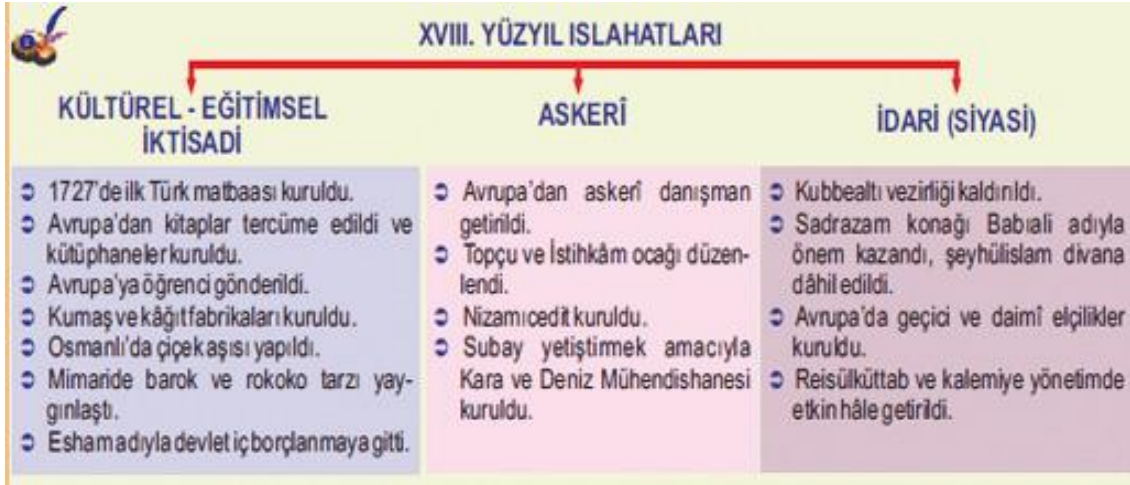 XVIII. YÜZYIL ISLAHATLARI
KÜLTÜREL - EĞİTİMSEL
İKTİSADİ
1727'de ilk Türk matbaası kuruldu.
Avrupa'dan kitaplar tercüme edildi ve
kütüphaneler kuruldu.
Avrupa'ya öğrenci gönderildi.
Kumaş ve kâğıt fabrikaları kuruldu.
Osmanlı'da çiçek aşısı yapıldı.
Mimaride barok ve rokoko tarzı yay-
gınlaştı.
Esham adıyla devlet iç borçlanmaya gitti.
ASKERÎ
Avrupa'dan askerî danışman
getirildi.
Topçu ve İstihkâm ocağı düzen-
lendi.
Nizamıcedit kuruldu.
Subay yetiştirmek amacıyla
Kara ve Deniz Mühendishanesi
kuruldu.
İDARİ (SİYASİ)
Kubbealtı vezirliği kaldırıldı.
Sadrazam konağı Babıali adıyla
önem kazandı, şeyhülislam divana
dâhil edildi.
Avrupa'da geçici ve daimî elçilikler
kuruldu.
Reisülküttab ve kalemiye yönetimde
etkin hâle getirildi.